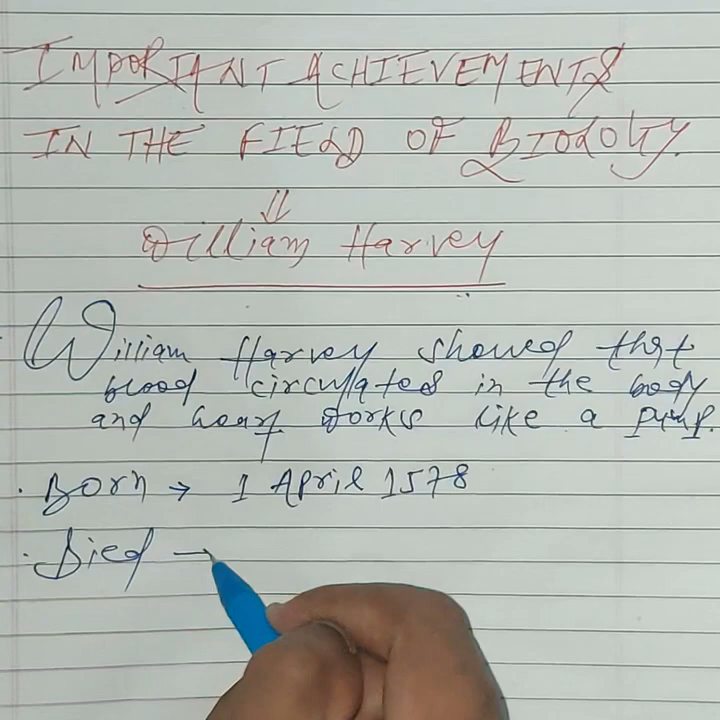 IMPORTANT ACHIEVEMENTS
IN THE FIELD OF BIOLOGY.
⇓
William Harvey
William Harvey showed that
blood circulated in the body
and heart works like a pump.
· Born → 1 April 1578
· Died →